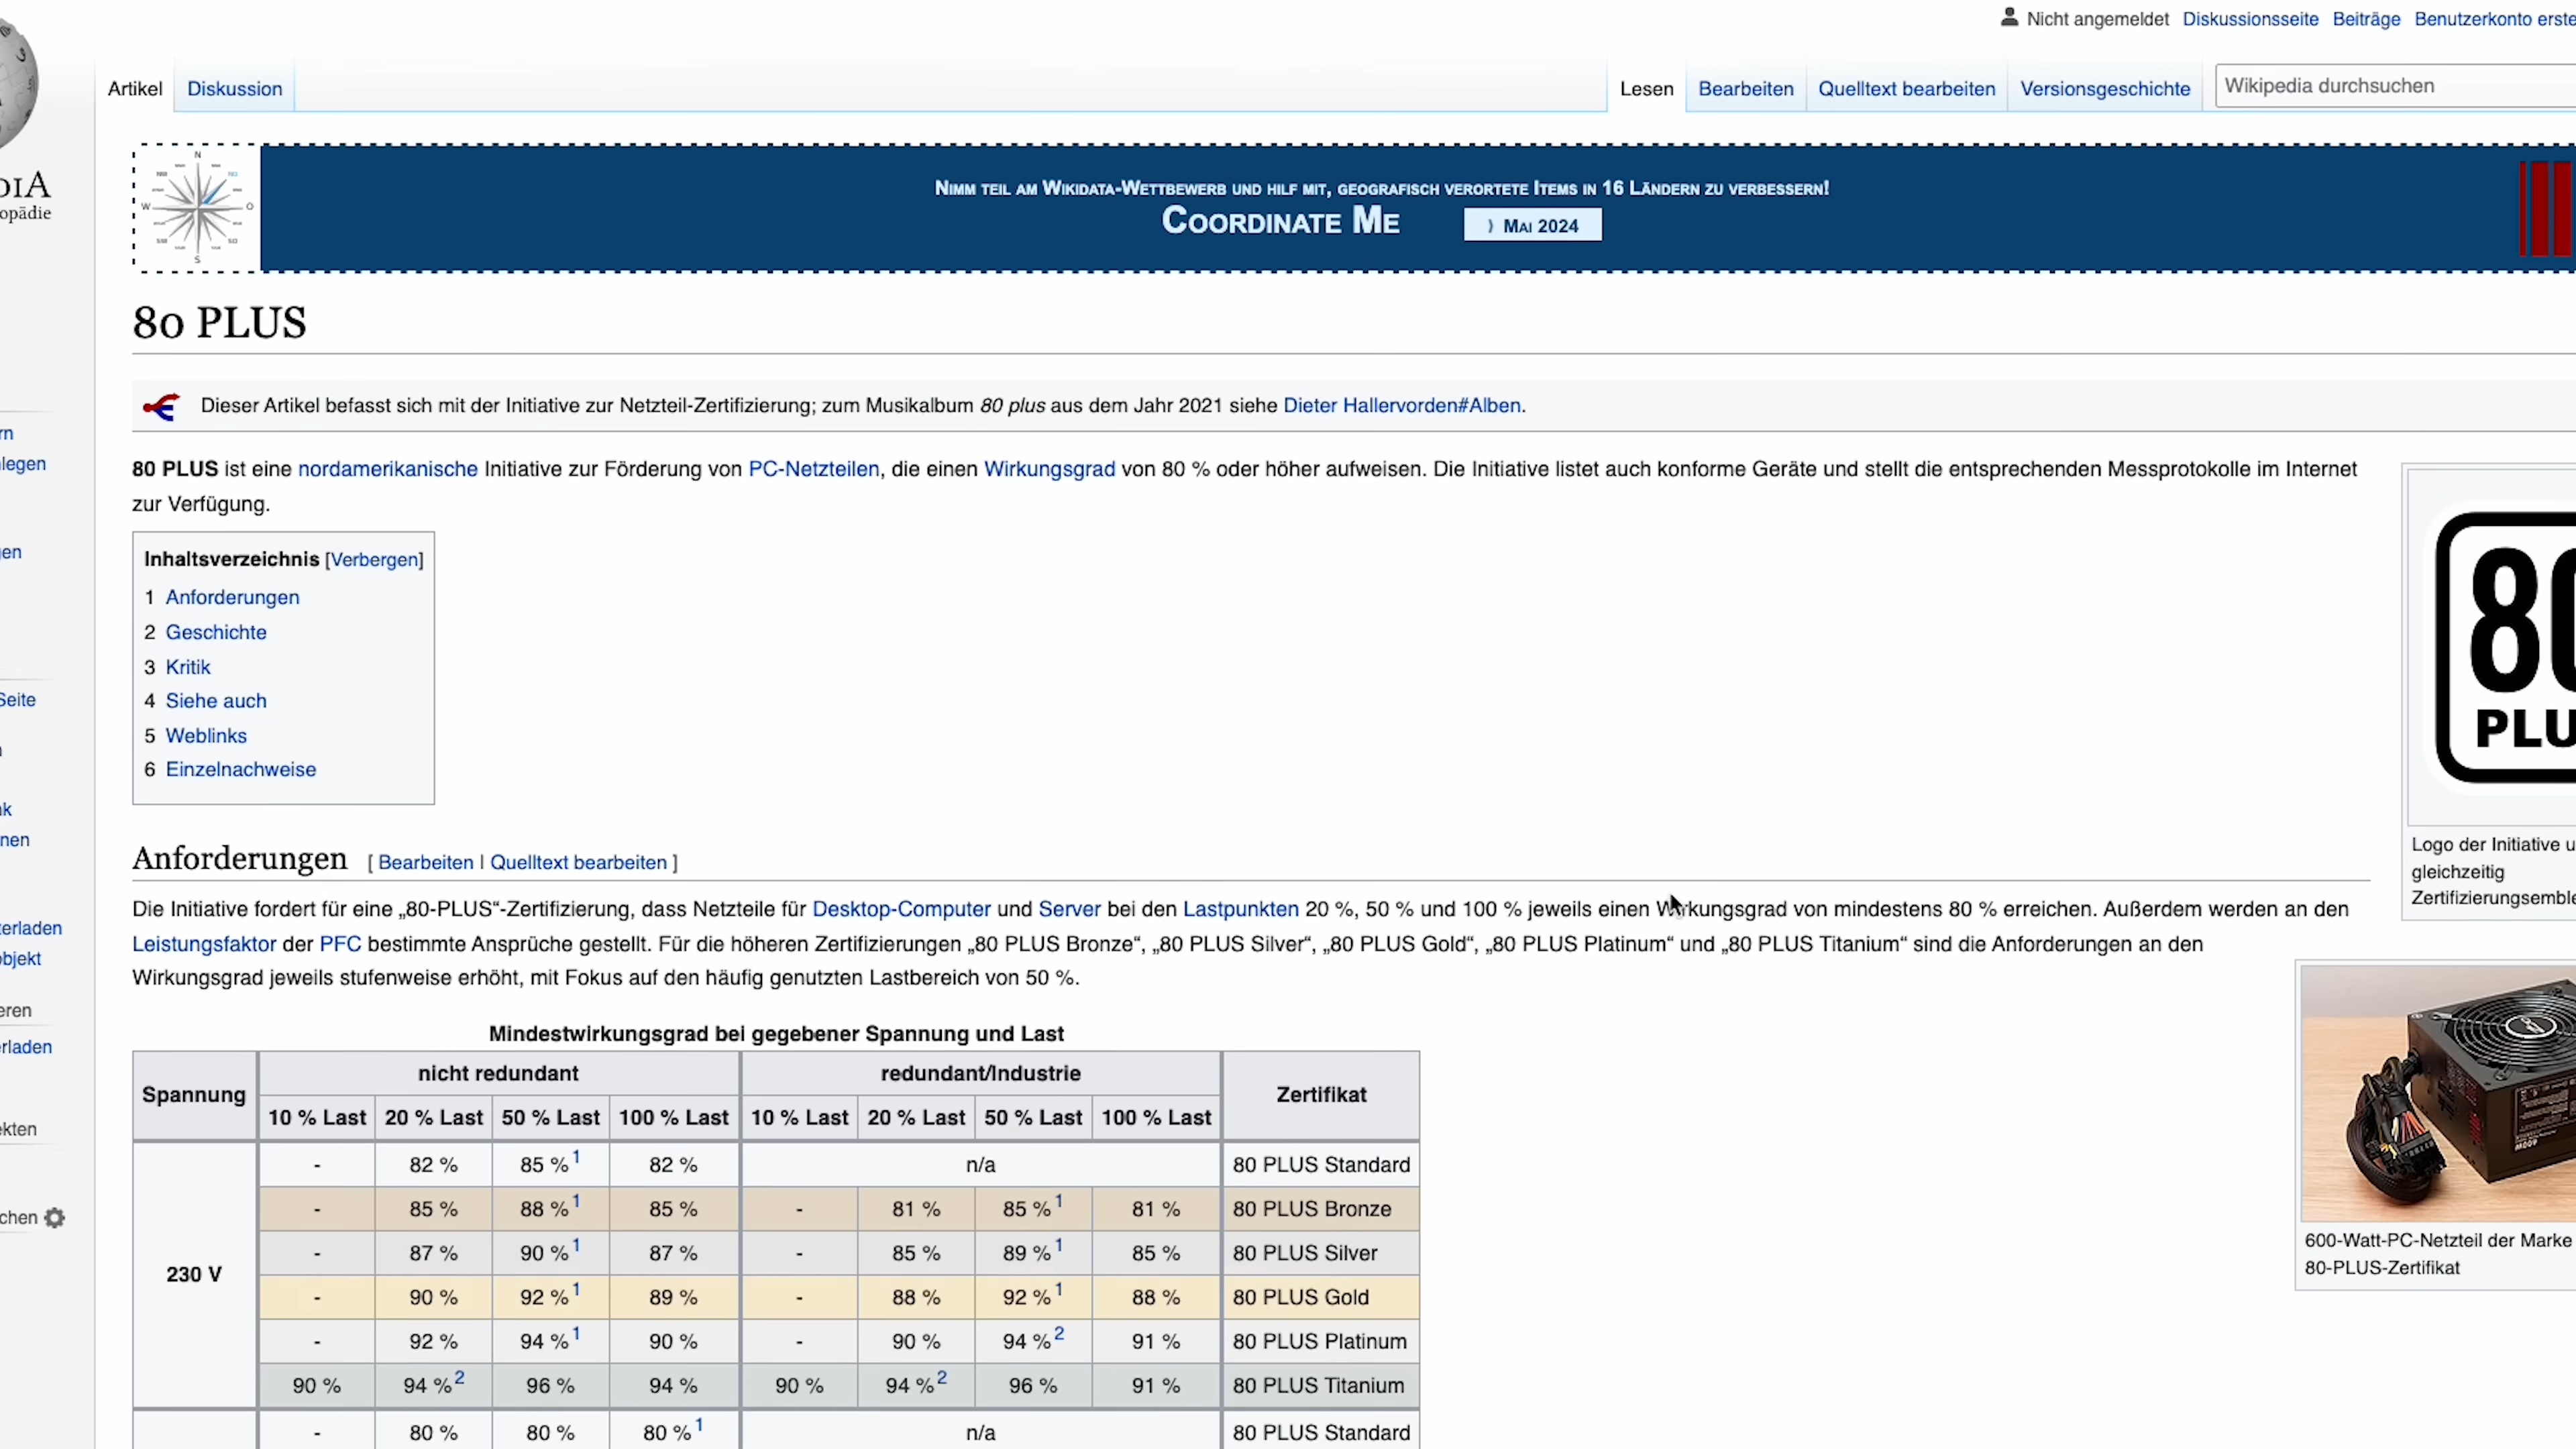 Nicht angemeldet Diskussionsseite Beiträge Benutzerkonto
Artikel Diskussion Lesen Bearbeiten Quelltext bearbeiten Versionsgeschichte Wikipedia durchsuchen
opädie
Nimm teil am Wikidata-Wettbewerb und hilf mit, geografisch verortete Items in 16 Ländern zu verbessern!
Coordinate Me
⟩ Mai 2024
80 PLUS
Dieser Artikel befasst sich mit der Initiative zur Netzteil-Zertifizierung; zum Musikalbum 80 plus aus dem Jahr 2021 siehe Dieter Hallervorden#Alben.
80 PLUS ist eine nordamerikanische Initiative zur Förderung von PC-Netzteilen, die einen Wirkungsgrad von 80 % oder höher aufweisen. Die Initiative listet auch konforme Geräte und stellt die entsprechenden Messprotokolle im Internet
zur Verfügung.
Inhaltsverzeichnis [Verbergen]
1 Anforderungen
2 Geschichte
3 Kritik
4 Siehe auch
5 Weblinks
6 Einzelnachweise
Seite
80
PLU
Logo der Initiative
gleichzeitig
Anforderungen [ Bearbeiten | Quelltext bearbeiten ]
Die Initiative fordert für eine „80-PLUS“-Zertifizierung, dass Netzteile für Desktop-Computer und Server bei den Lastpunkten 20 %, 50 % und 100 % jeweils einen Wirkungsgrad von mindestens 80 % erreichen. Außerdem werden an den
Leistungsfaktor der PFC bestimmte Ansprüche gestellt. Für die höheren Zertifizierungen „80 PLUS Bronze“, „80 PLUS Silver“, „80 PLUS Gold“, „80 PLUS Platinum“ und „80 PLUS Titanium“ sind die Anforderungen an den
Wirkungsgrad jeweils stufenweise erhöht, mit Fokus auf den häufig genutzten Lastbereich von 50 %.
Mindestwirkungsgrad bei gegebener Spannung und Last
Spannung nicht redundant redundant/Industrie Zertifikat
10 % Last 20 % Last 50 % Last 100 % Last 10 % Last 20 % Last 50 % Last 100 % Last
230 V
- 82 % 85 % 1 82 % n/a 80 PLUS Standard
- 85 % 88 % 1 85 % - 81 % 85 % 1 81 % 80 PLUS Bronze
- 87 % 90 % 1 87 % - 85 % 89 % 1 85 % 80 PLUS Silver
- 90 % 92 % 1 89 % - 88 % 92 % 1 88 % 80 PLUS Gold
- 92 % 94 % 1 90 % - 90 % 94 % 2 91 % 80 PLUS Platinum
90 % 94 % 2 96 % 94 % 90 % 94 % 2 96 % 91 % 80 PLUS Titanium
- 80 % 80 % 80 % 1 n/a 80 PLUS Standard
600-Watt-PC-Netzteil der Marke
80-PLUS-Zertifikat